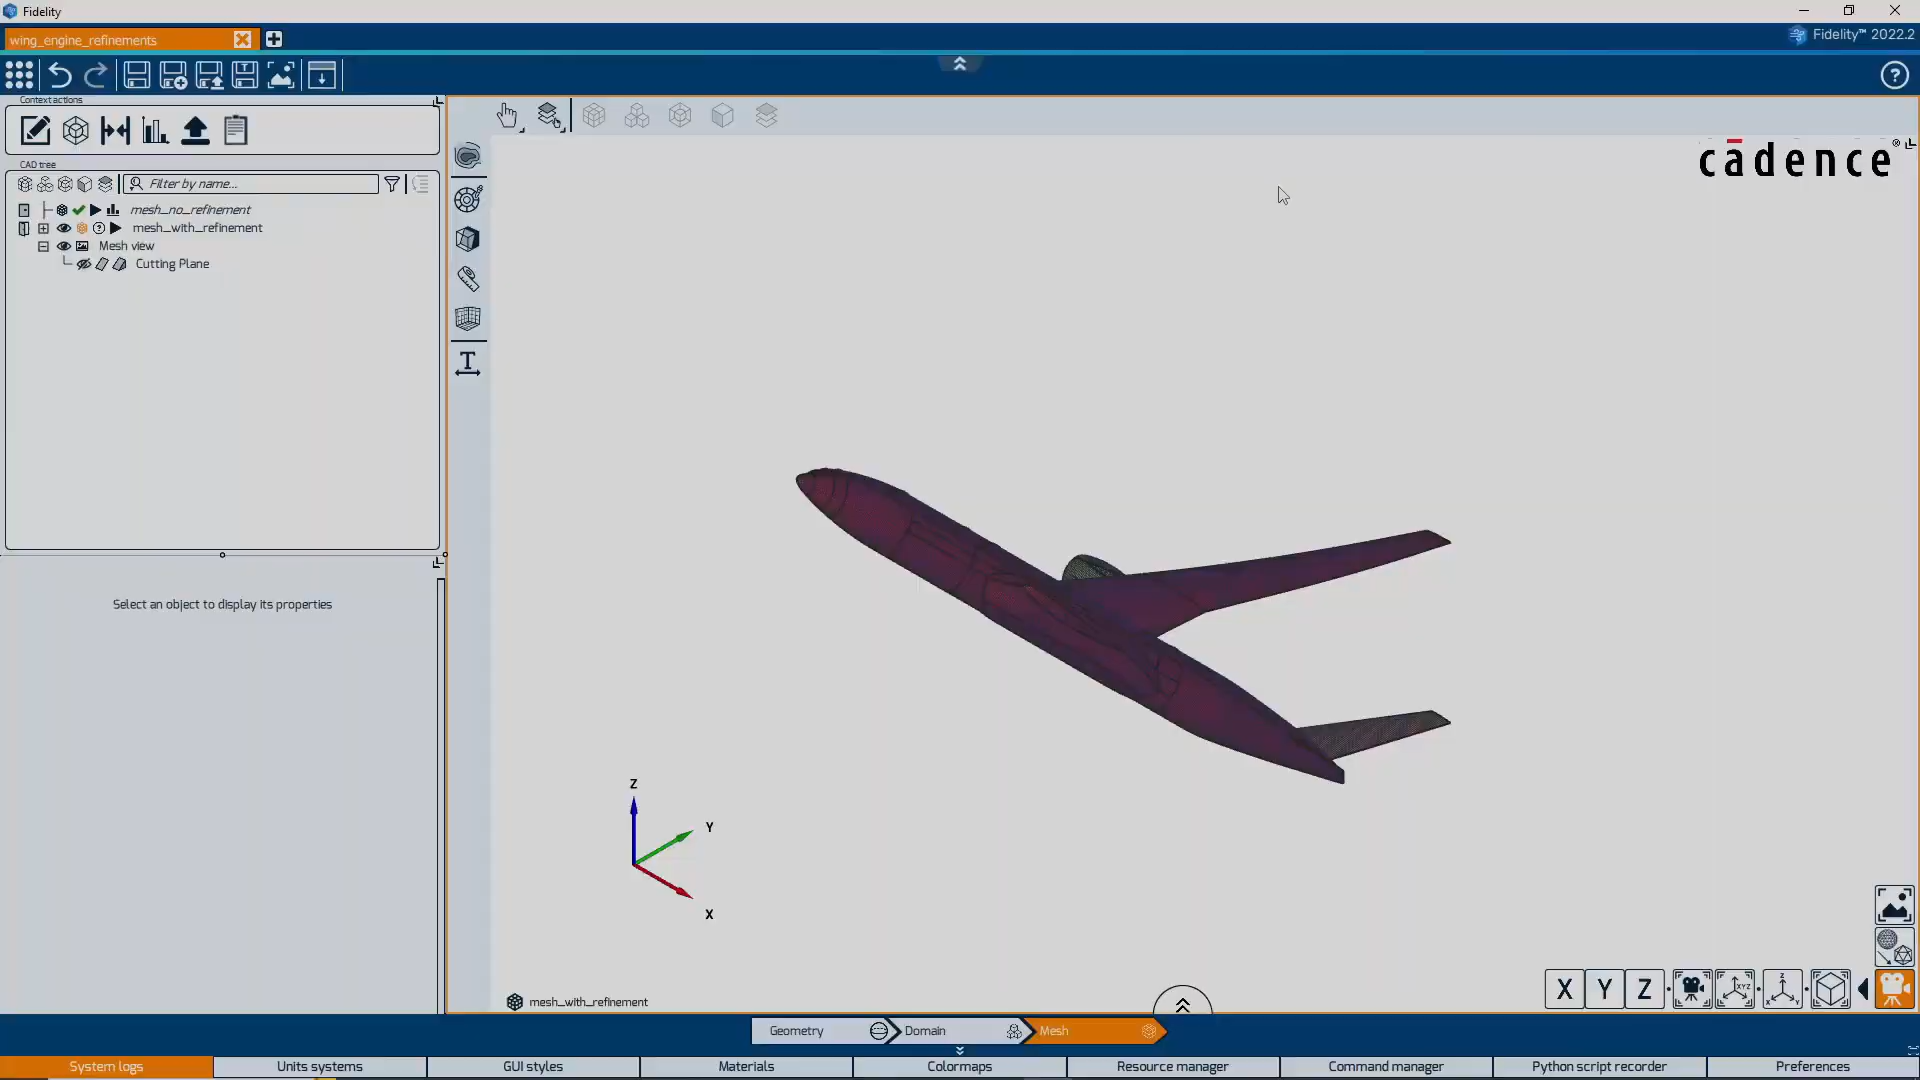 Fidelity
wing_engine_refinements
Fidelity™ 2022.2
Context actions
CAD tree
Filter by name...
mesh_no_refinement
mesh_with_refinement
Mesh view
Cutting Plane
Select an object to display its properties
cādence®
T
Z
Y
X
X Y Z
mesh_with_refinement
Geometry
Domain
Mesh
System logs
Units systems
GUI styles
Materials
Colormaps
Resource manager
Command manager
Python script recorder
Preferences